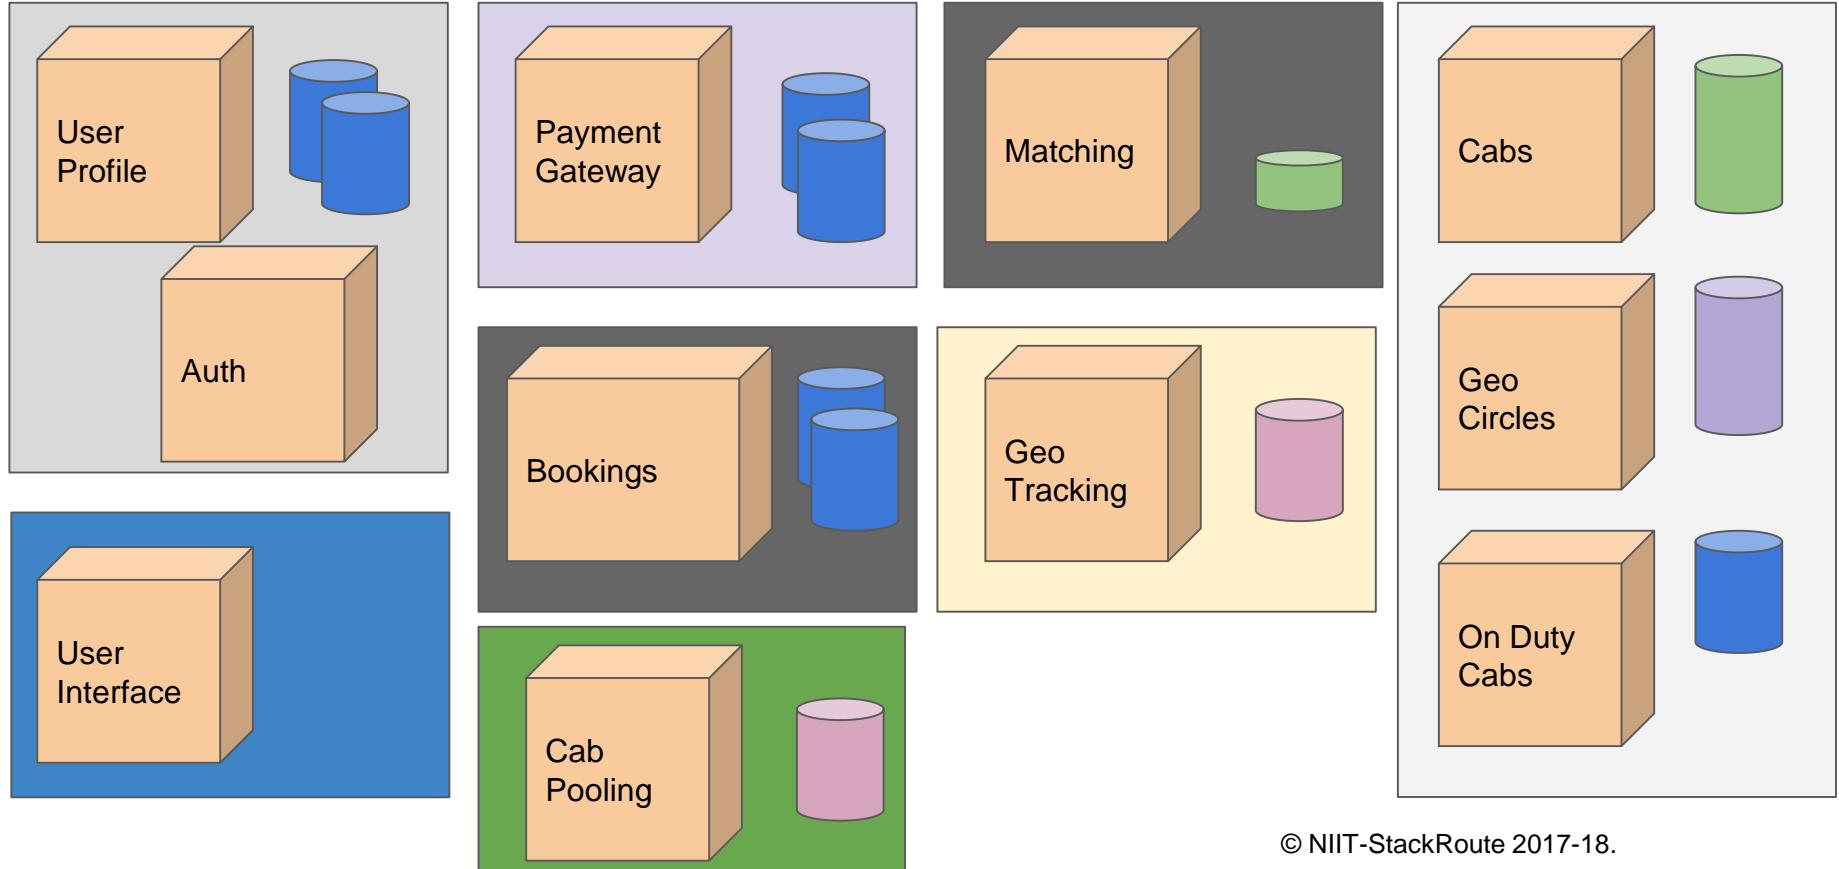 User
Profile
Auth
User
Interface
Payment
Gateway
Bookings
Cab
Pooling
Matching
Geo
Tracking
Cabs
Geo
Circles
On Duty
Cabs
© NIIT-StackRoute 2017-18.